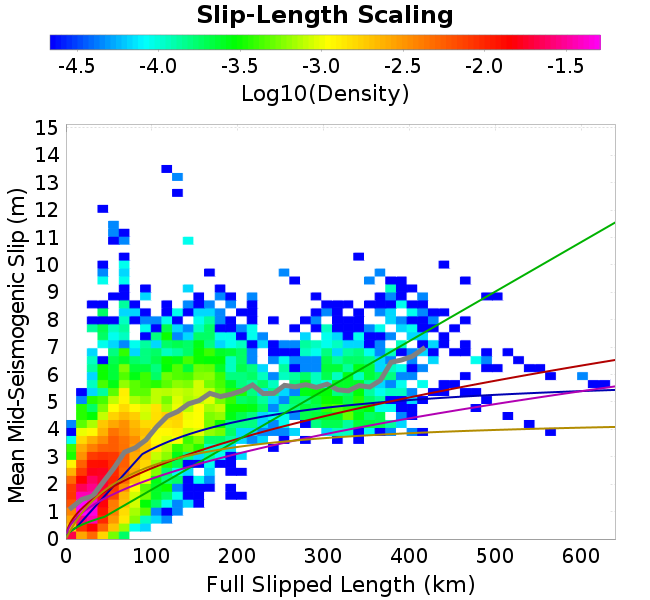 Slip-Length Scaling
-4.5 -4.0 -3.5 -3.0 -2.5 -2.0 -1.5
Log10(Density)
Mean Mid-Seismogenic Slip (m)
15
14
13
12
11
10
9
8
7
6
5
4
3
2
1
0
0 100 200 300 400 500 600
Full Slipped Length (km)